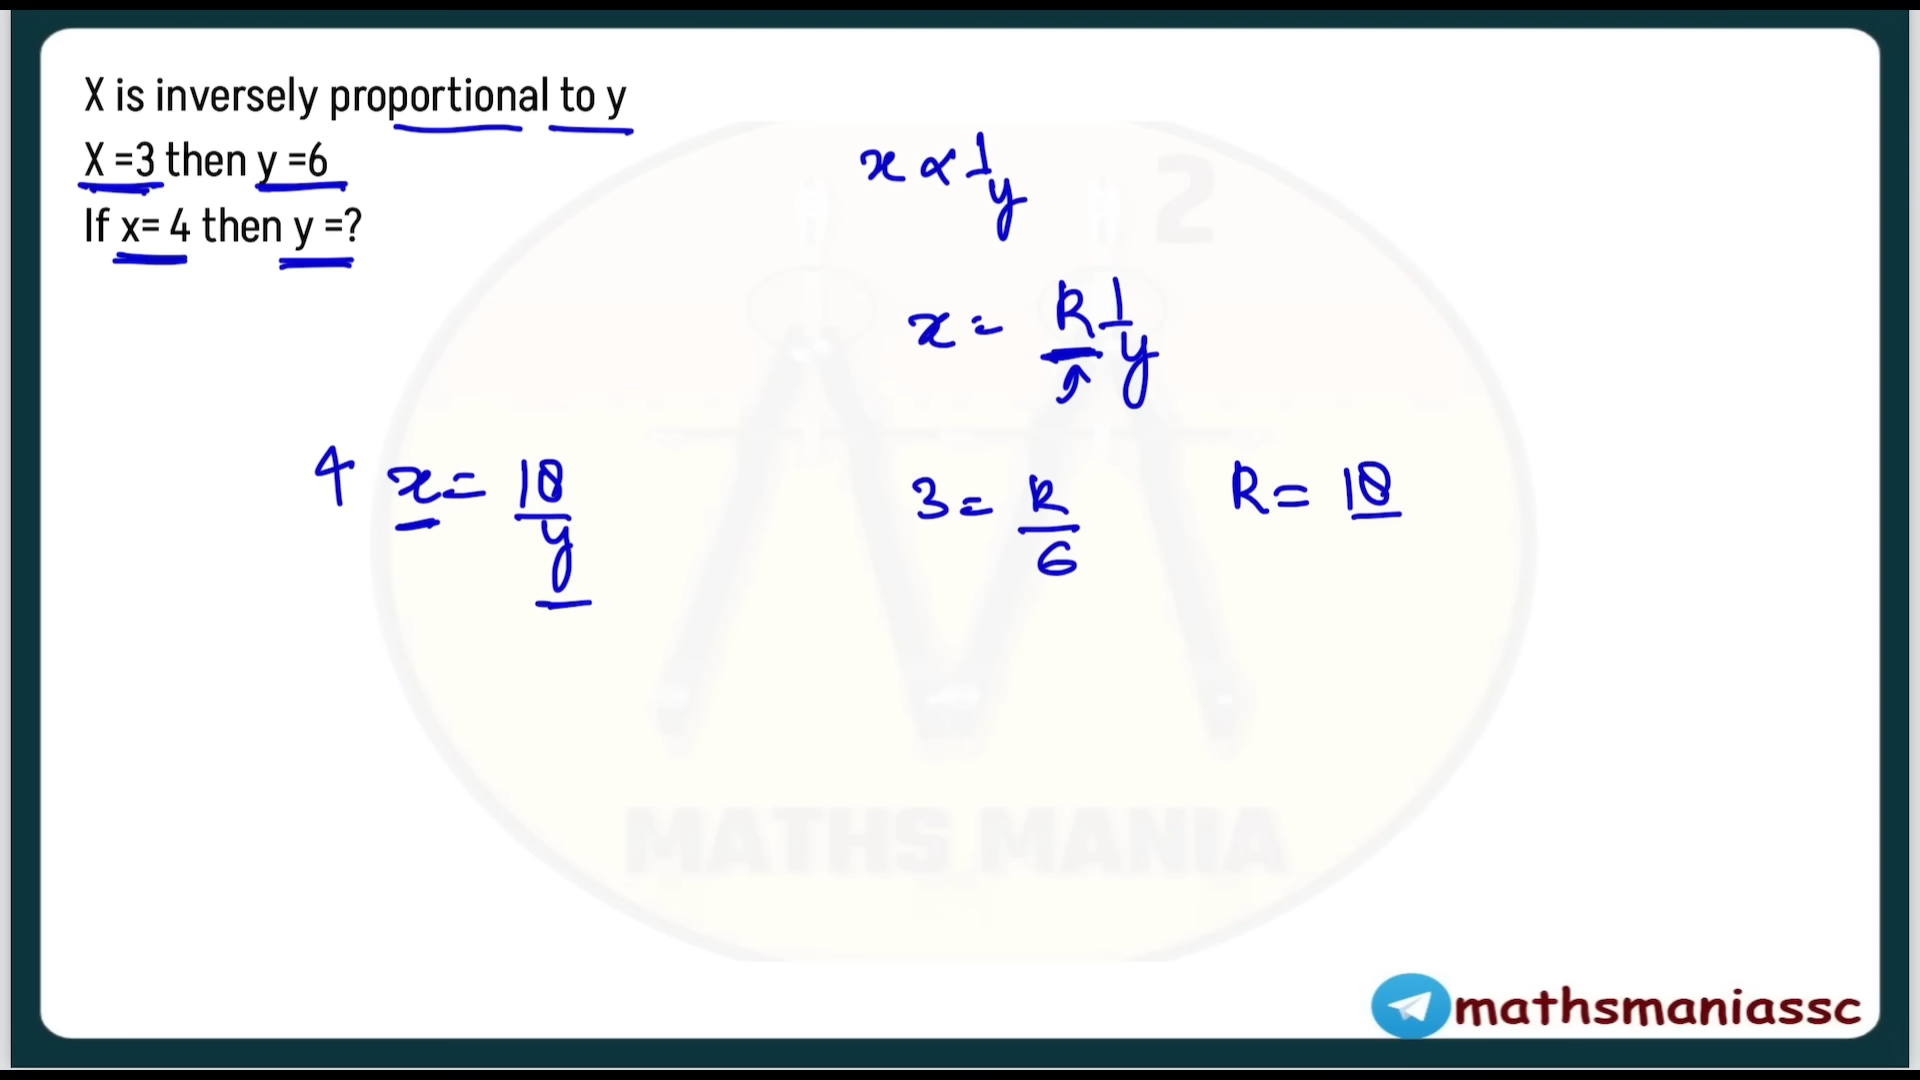 X is inversely proportional to y
X =3 then y =6
If x= 4 then y =?
x ∝ 1/y
2
x = k 1/y
4 x = 18/y
3 = k/6
k = 18
MATHS MANIA
mathsmaniassc